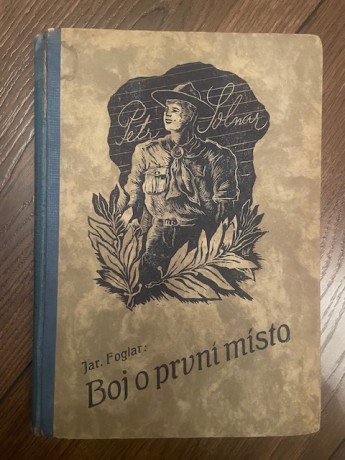 Petr Solnar
Jar. Foglar:
Boj o první místo